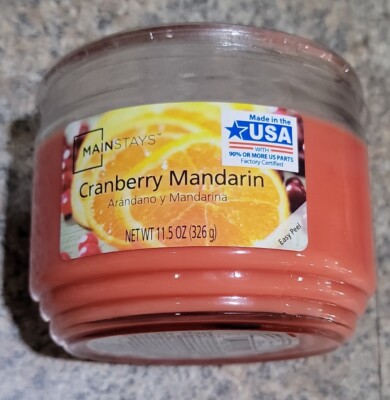 MAINSTAYS™
Made in the
USA
WITH
90% OR MORE US PARTS
Factory Certified
Cranberry Mandarin
Arándano y Mandarina
NET WT 11.5 OZ (326 g)
Easy Peel